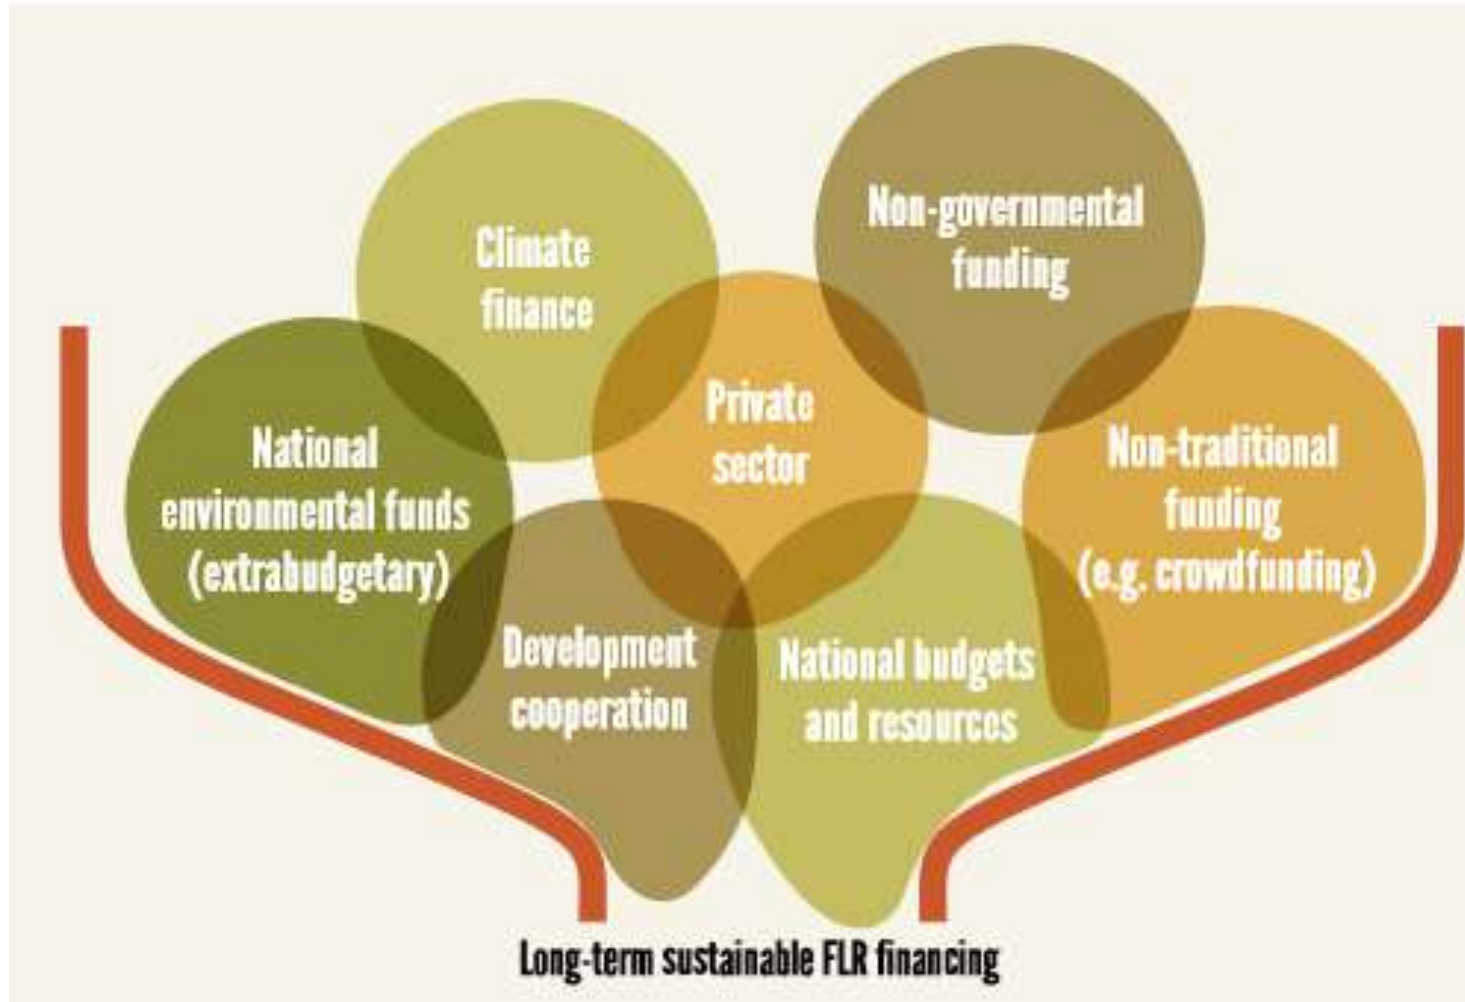 Non-governmental
funding
Climate
finance
Private
sector
National
environmental funds
(extrabudgetary)
Non-traditional
funding
(e.g. crowdfunding)
Development
cooperation
National budgets
and resources
Long-term sustainable FLR financing